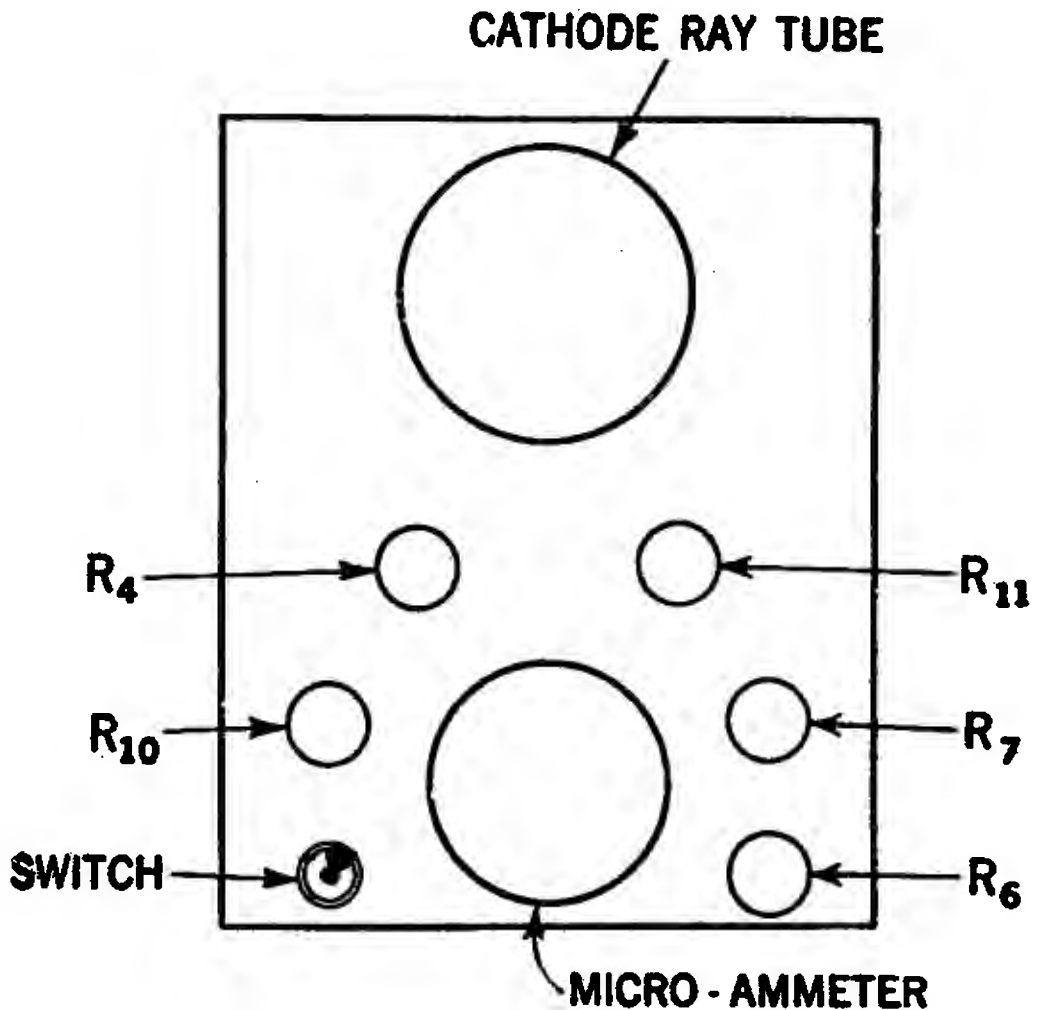 CATHODE RAY TUBE
R4
R11
R10
R7
SWITCH
R6
MICRO - AMMETER